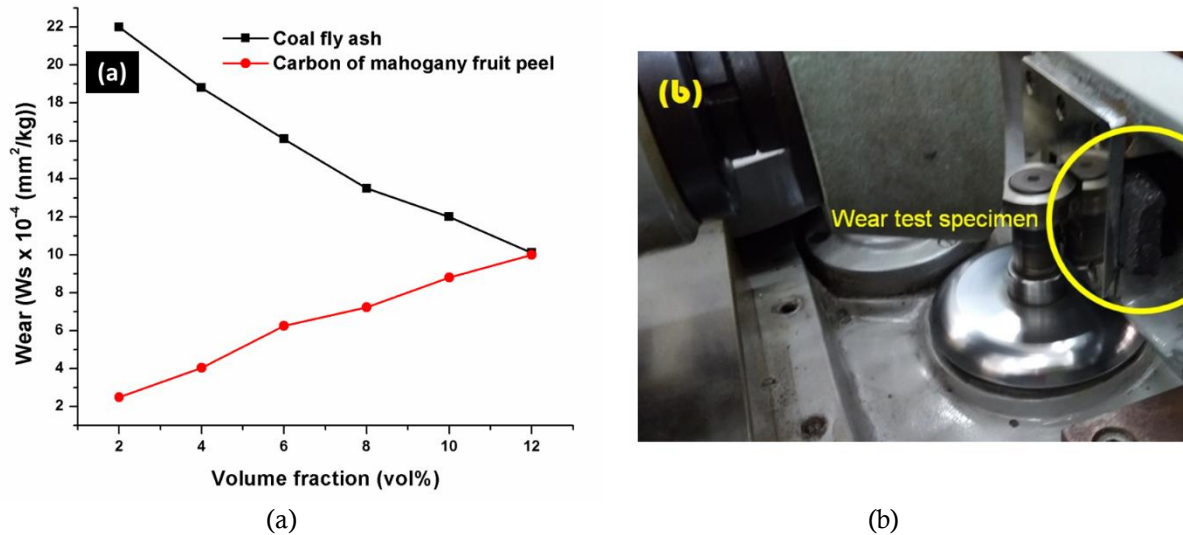 22
20
18
16
14
12
10
8
6
4
2
Wear (Ws x 10⁻⁴ (mm²/kg))
(a)
Coal fly ash
Carbon of mahogany fruit peel
2 4 6 8 10 12
Volume fraction (vol%)
(a)
(b)
Wear test specimen
(b)